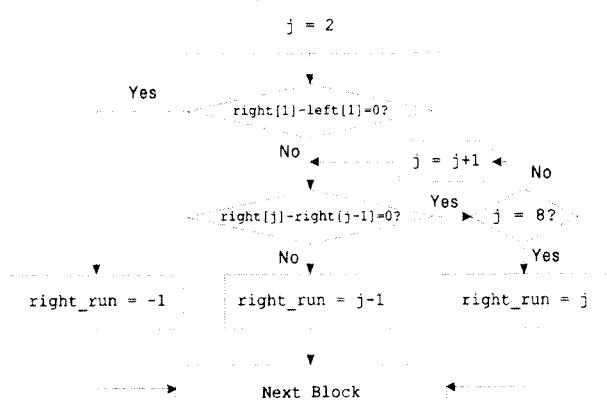 j = 2
Yes
right[1]-left[1]=0?
No
j = j+1
No
right[j]-right(j-1]=0?
Yes
j = 8?
No
Yes
right_run = -1
right_run = j-1
right_run = j
Next Block